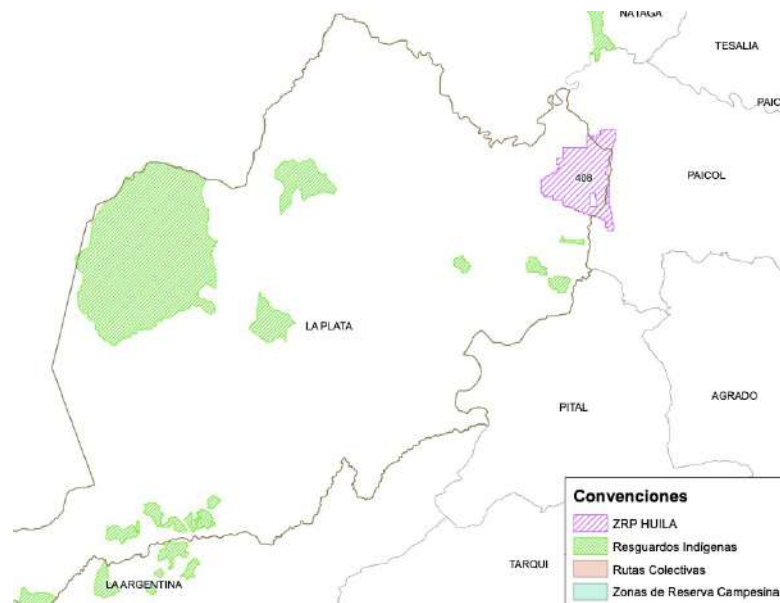 NATAGA
TESALIA
PAIC
408
PAICOL
LA PLATA
PITAL
AGRADO
Convenciones
ZRP HUILA
Resguardos Indígenas
Rutas Colectivas
Zonas de Reserva Campesina
TARQUI
LA ARGENTINA